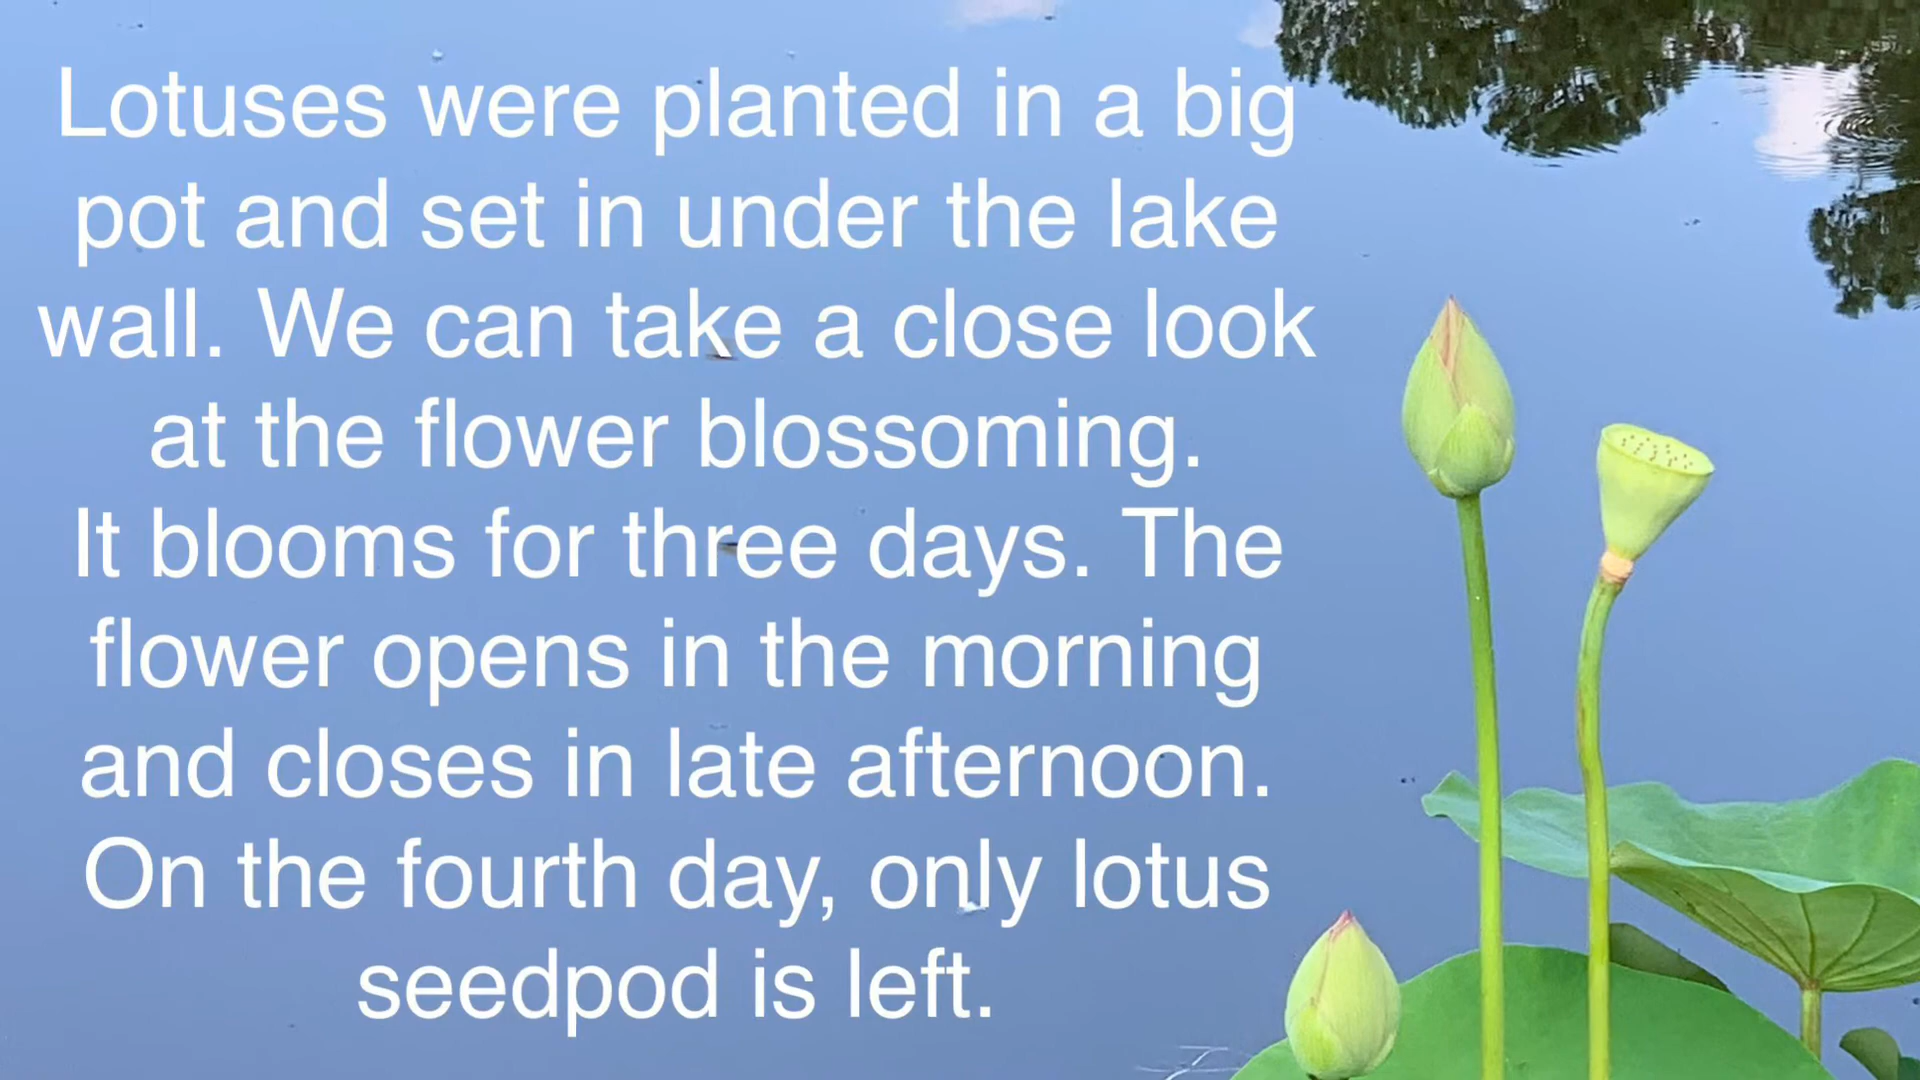 Lotuses were planted in a big
pot and set in under the lake
wall. We can take a close look
at the flower blossoming.
It blooms for three days. The
flower opens in the morning
and closes in late afternoon.
On the fourth day, only lotus
seedpod is left.